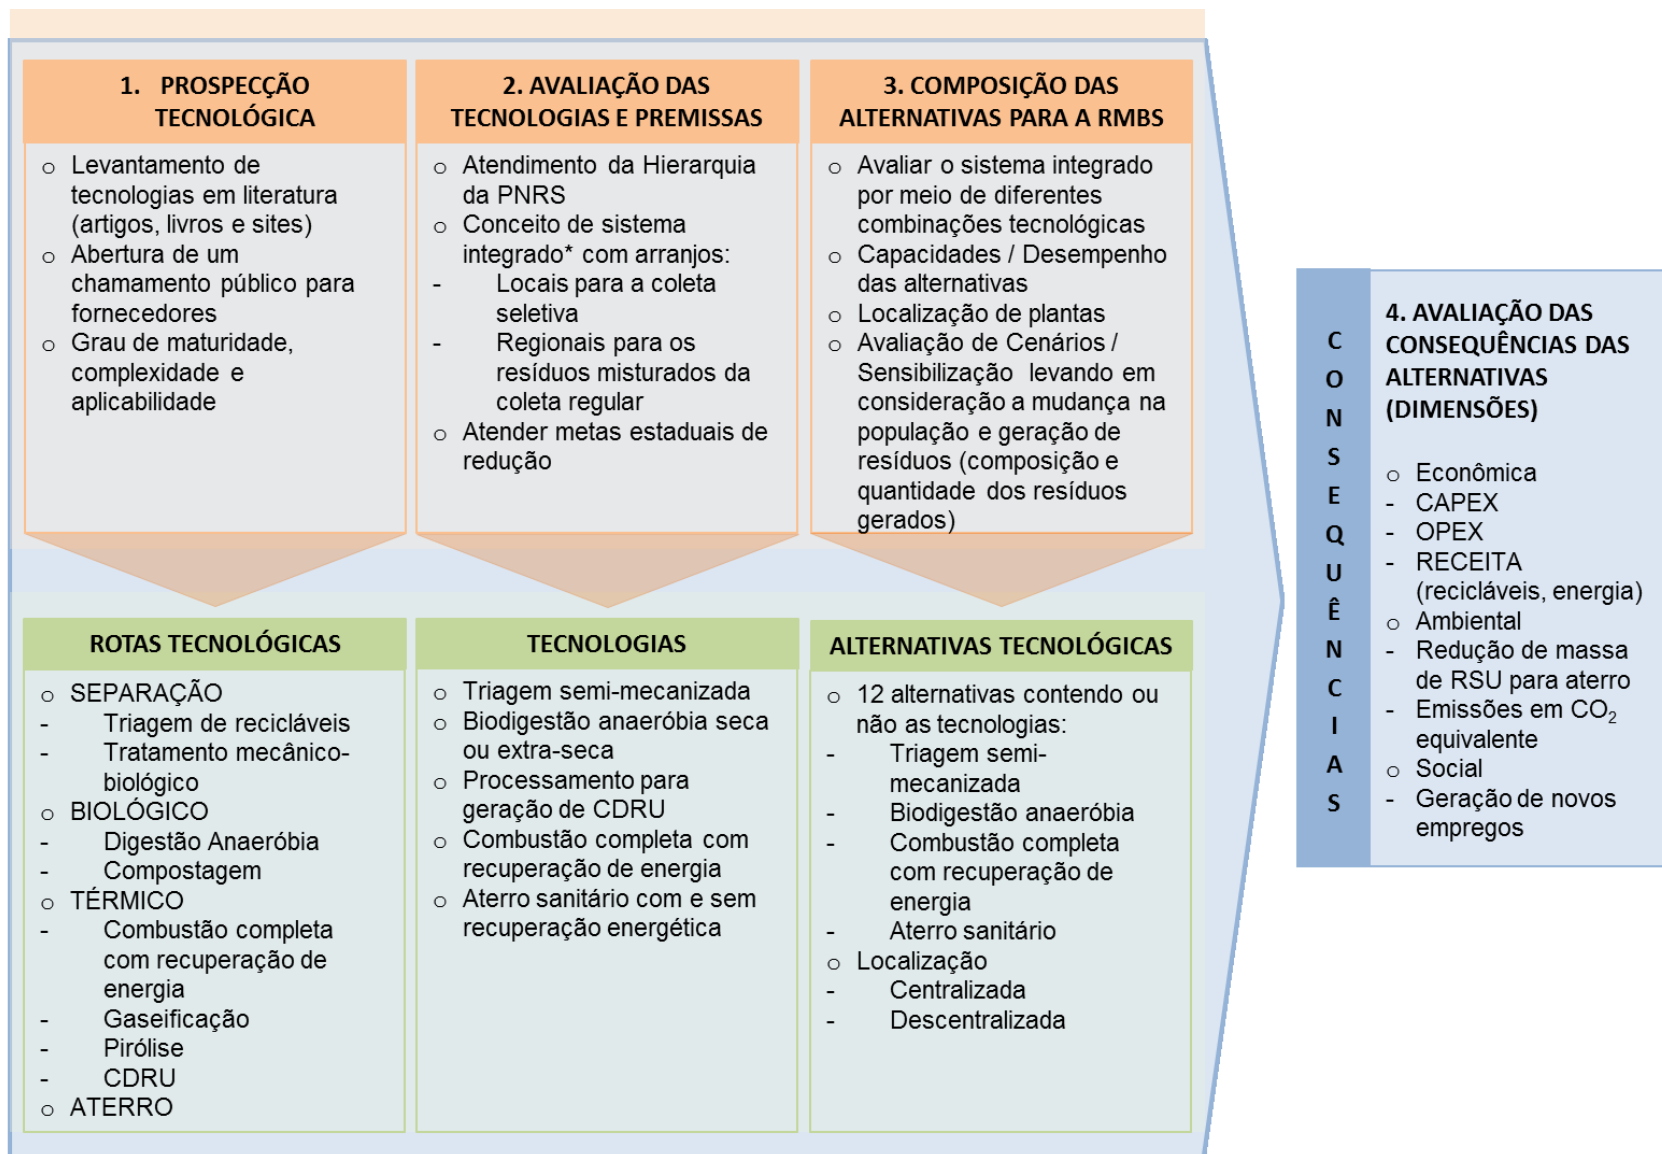 1. PROSPECÇÃO
TECNOLÓGICA
o Levantamento de
tecnologias em literatura
(artigos, livros e sites)
o Abertura de um
chamamento público para
fornecedores
o Grau de maturidade,
complexidade e
aplicabilidade
2. AVALIAÇÃO DAS
TECNOLOGIAS E PREMISSAS
o Atendimento da Hierarquia
da PNRS
o Conceito de sistema
integrado* com arranjos:
- Locais para a coleta
seletiva
- Regionais para os
resíduos misturados da
coleta regular
o Atender metas estaduais de
redução
3. COMPOSIÇÃO DAS
ALTERNATIVAS PARA A RMBS
o Avaliar o sistema integrado
por meio de diferentes
combinações tecnológicas
o Capacidades / Desempenho
das alternativas
o Localização de plantas
o Avaliação de Cenários /
Sensibilização levando em
consideração a mudança na
população e geração de
resíduos (composição e
quantidade dos resíduos
gerados)
ROTAS TECNOLÓGICAS
o SEPARAÇÃO
- Triagem de recicláveis
- Tratamento mecânico-
biológico
o BIOLÓGICO
- Digestão Anaeróbia
- Compostagem
o TÉRMICO
- Combustão completa
com recuperação de
energia
- Gaseificação
- Pirólise
- CDRU
o ATERRO
TECNOLOGIAS
o Triagem semi-mecanizada
o Biodigestão anaeróbia seca
ou extra-seca
o Processamento para
geração de CDRU
o Combustão completa com
recuperação de energia
o Aterro sanitário com e sem
recuperação energética
ALTERNATIVAS TECNOLÓGICAS
o 12 alternativas contendo ou
não as tecnologias:
- Triagem semi-
mecanizada
- Biodigestão anaeróbia
- Combustão completa
com recuperação de
energia
- Aterro sanitário
o Localização
- Centralizada
- Descentralizada
C
O
N
S
E
Q
U
Ê
N
C
I
A
S
4. AVALIAÇÃO DAS
CONSEQUÊNCIAS DAS
ALTERNATIVAS
(DIMENSÕES)
o Econômica
- CAPEX
- OPEX
- RECEITA
(recicláveis, energia)
o Ambiental
- Redução de massa
de RSU para aterro
- Emissões em CO₂
equivalente
o Social
- Geração de novos
empregos